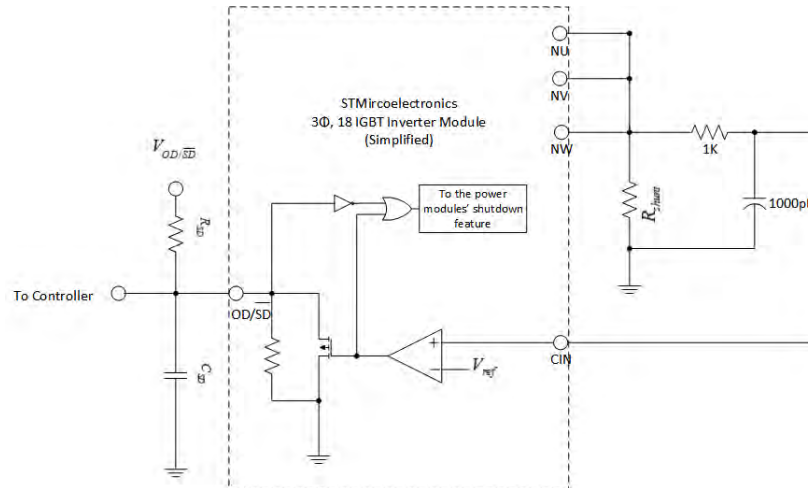 NU
NV
NW
STMircoelectronics
3Φ, 18 IGBT Inverter Module
(Simplified)
1K
1000p
R_shunt
V_OD/SD
R_SD
To the power
modules' shutdown
feature
To Controller
OD/SD
C_SD
+
V_ref
CIN